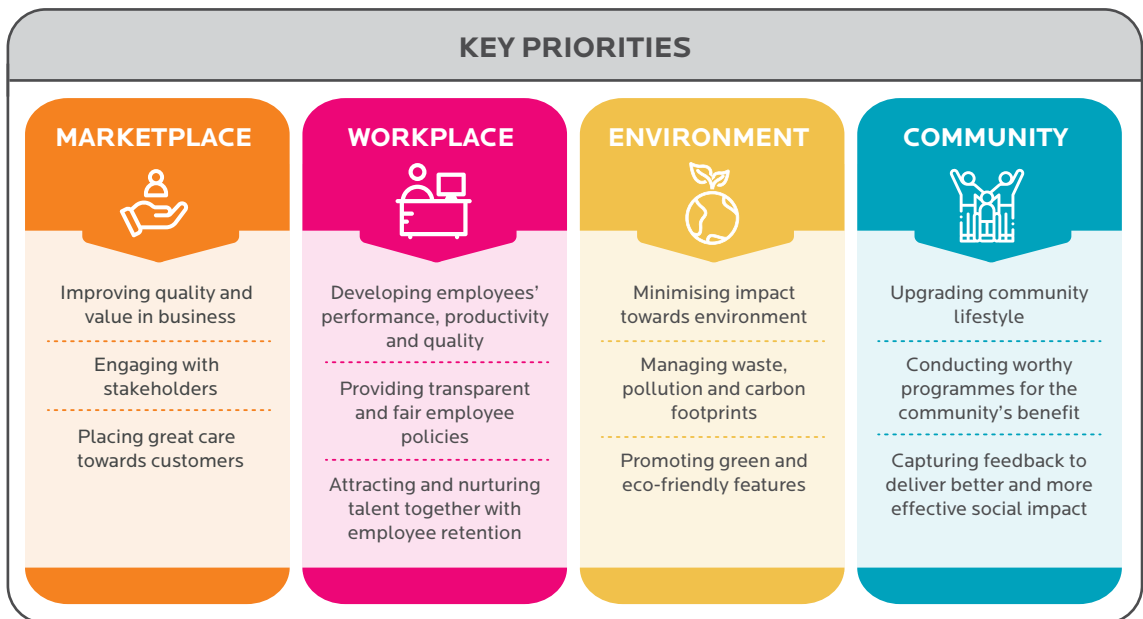 KEY PRIORITIES
MARKETPLACE
Improving quality and
value in business
Engaging with
stakeholders
Placing great care
towards customers
WORKPLACE
Developing employees’
performance, productivity
and quality
Providing transparent
and fair employee
policies
Attracting and nurturing
talent together with
employee retention
ENVIRONMENT
Minimising impact
towards environment
Managing waste,
pollution and carbon
footprints
Promoting green and
eco-friendly features
COMMUNITY
Upgrading community
lifestyle
Conducting worthy
programmes for the
community’s benefit
Capturing feedback to
deliver better and more
effective social impact